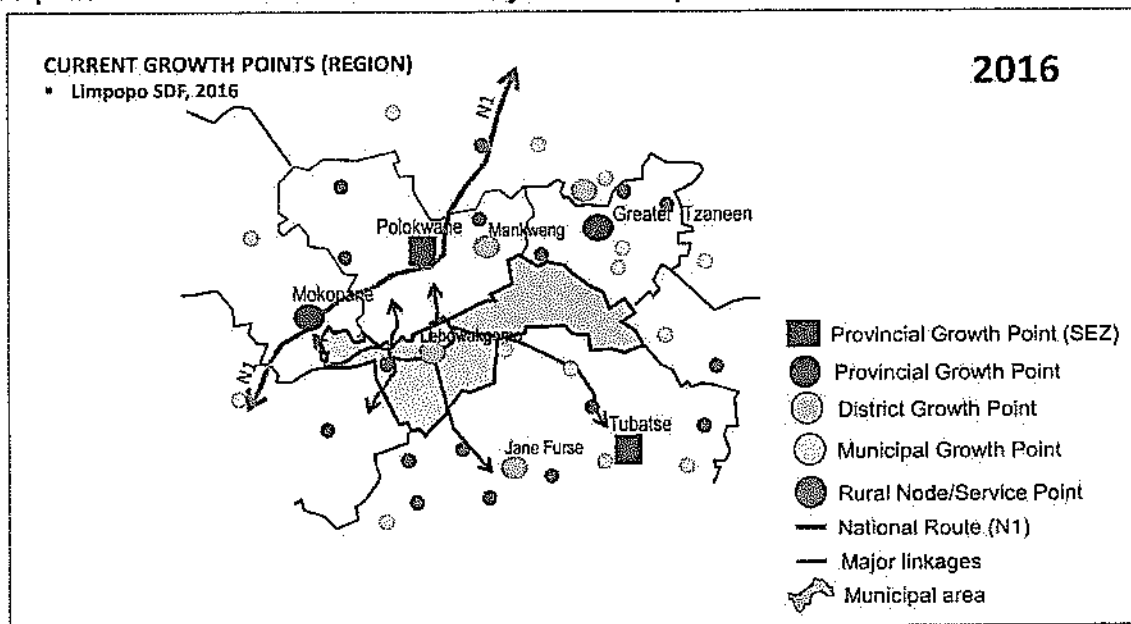 CURRENT GROWTH POINTS (REGION)
▪ Limpopo SDF, 2016
2016
N1
Polokwane
Mankweng
Greater Tzaneen
Mokopane
Lebowakgomo
N1
Tubatse
Jane Furse
Provincial Growth Point (SEZ)
Provincial Growth Point
District Growth Point
Municipal Growth Point
Rural Node/Service Point
National Route (N1)
Major linkages
Municipal area